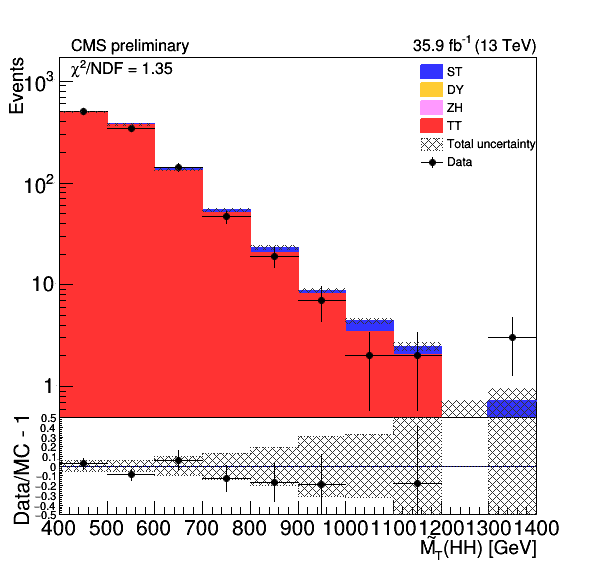 CMS preliminary 35.9 fb⁻¹ (13 TeV)
χ²/NDF = 1.35
Events
10³
10²
10
1
ST
DY
ZH
TT
Total uncertainty
Data
Data/MC - 1
0.5
0.4
0.3
0.2
0.1
0
−0.1
−0.2
−0.3
−0.4
−0.5
400 500 600 700 800 900 1000 1100 1200 1300 1400
M̃_T(HH) [GeV]